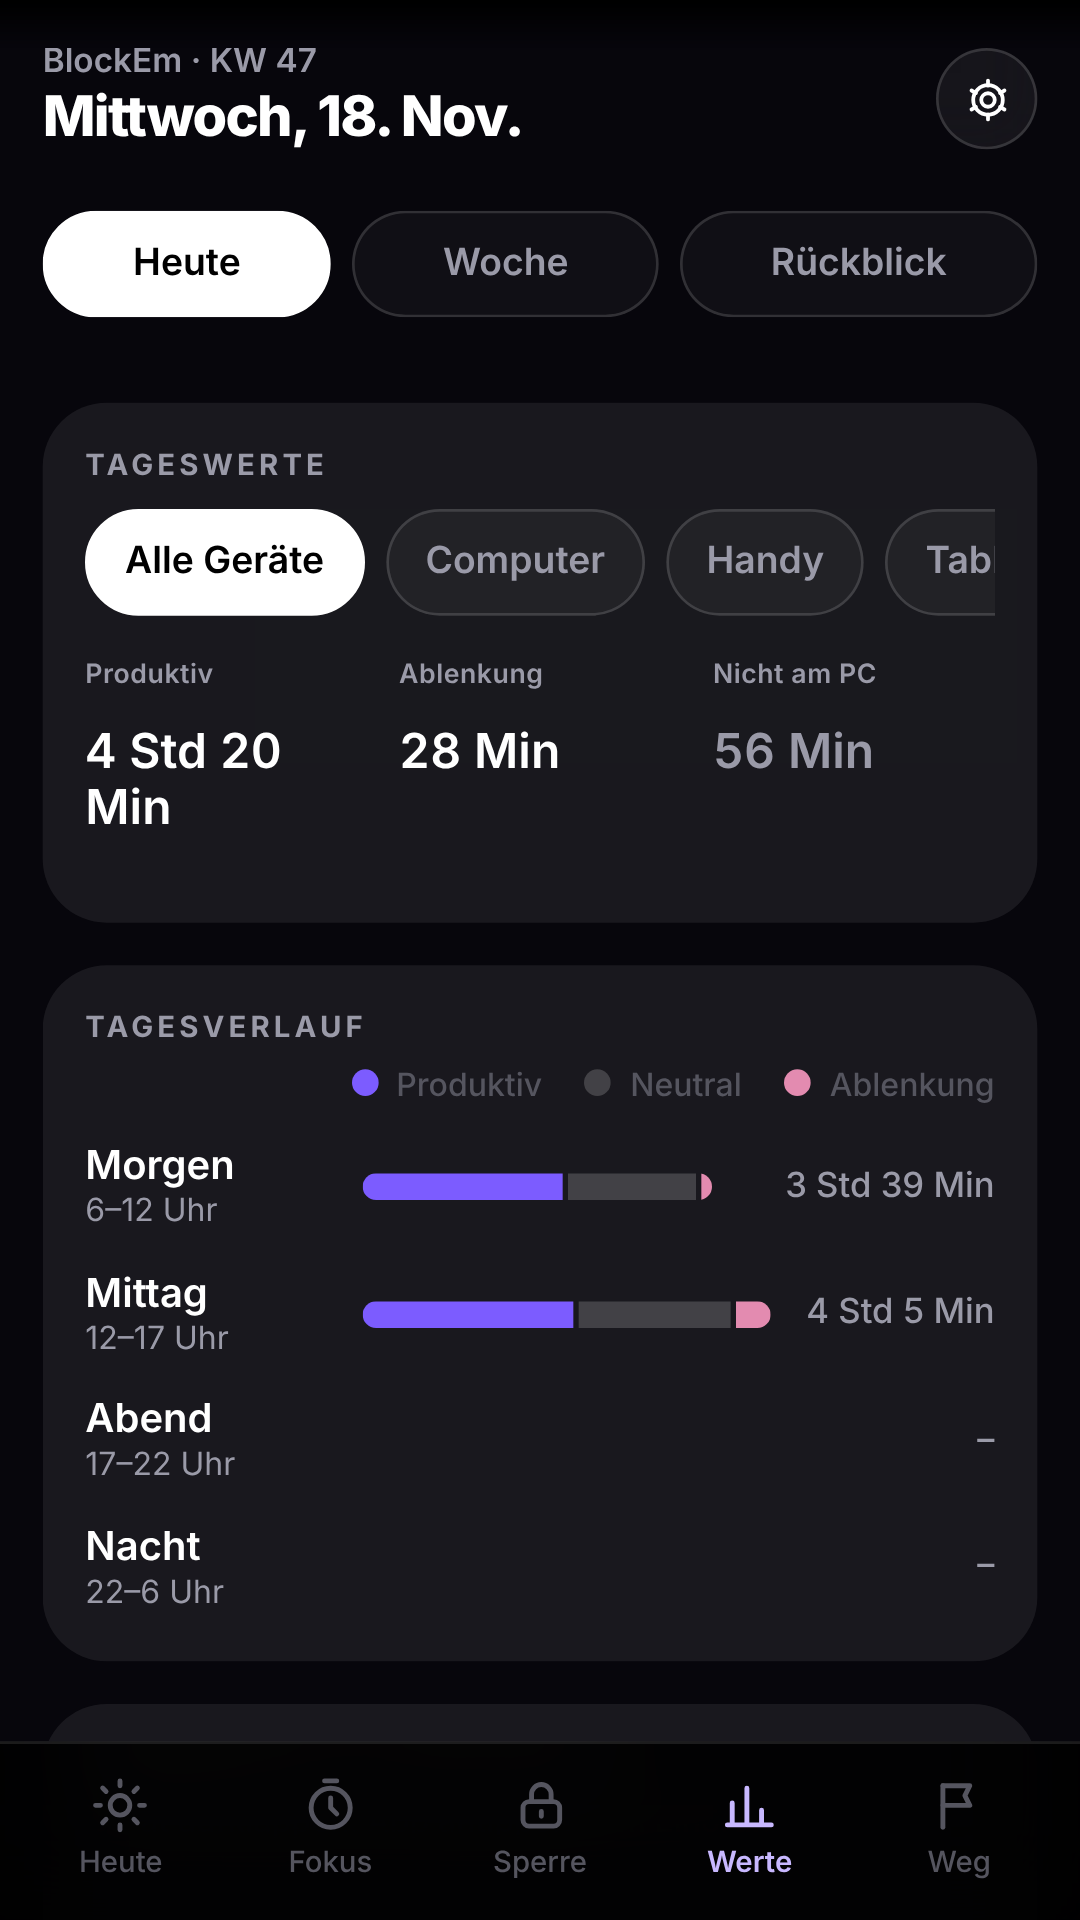 BlockEm · KW 47
Mittwoch, 18. Nov.
Heute
Woche
Rückblick
TAGESWERTE
Alle Geräte
Computer
Handy
Produktiv
Ablenkung
Nicht am PC
4 Std 20
Min
28 Min
56 Min
TAGESVERLAUF
Produktiv
Neutral
Ablenkung
Morgen
6–12 Uhr
3 Std 39 Min
Mittag
12–17 Uhr
4 Std 5 Min
Abend
17–22 Uhr
–
Nacht
22–6 Uhr
–
Heute
Fokus
Sperre
Werte
Weg